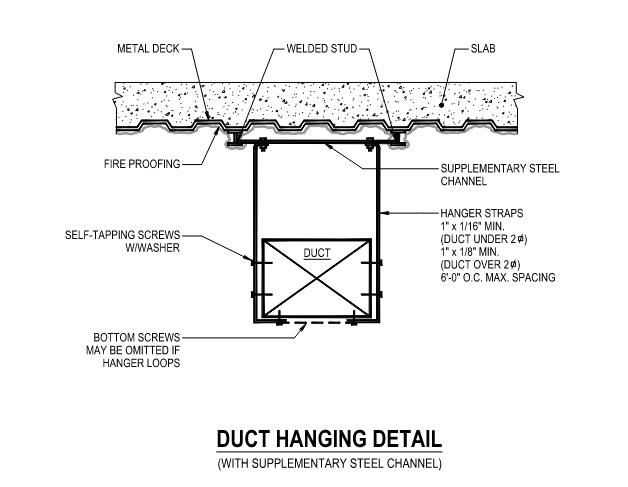 METAL DECK
WELDED STUD
SLAB
FIRE PROOFING
SUPPLEMENTARY STEEL
CHANNEL
HANGER STRAPS
1" x 1/16" MIN.
(DUCT UNDER 2ϕ)
1" x 1/8" MIN.
(DUCT OVER 2ϕ)
6'-0" O.C. MAX. SPACING
SELF-TAPPING SCREWS
W/WASHER
DUCT
BOTTOM SCREWS
MAY BE OMITTED IF
HANGER LOOPS
DUCT HANGING DETAIL
(WITH SUPPLEMENTARY STEEL CHANNEL)